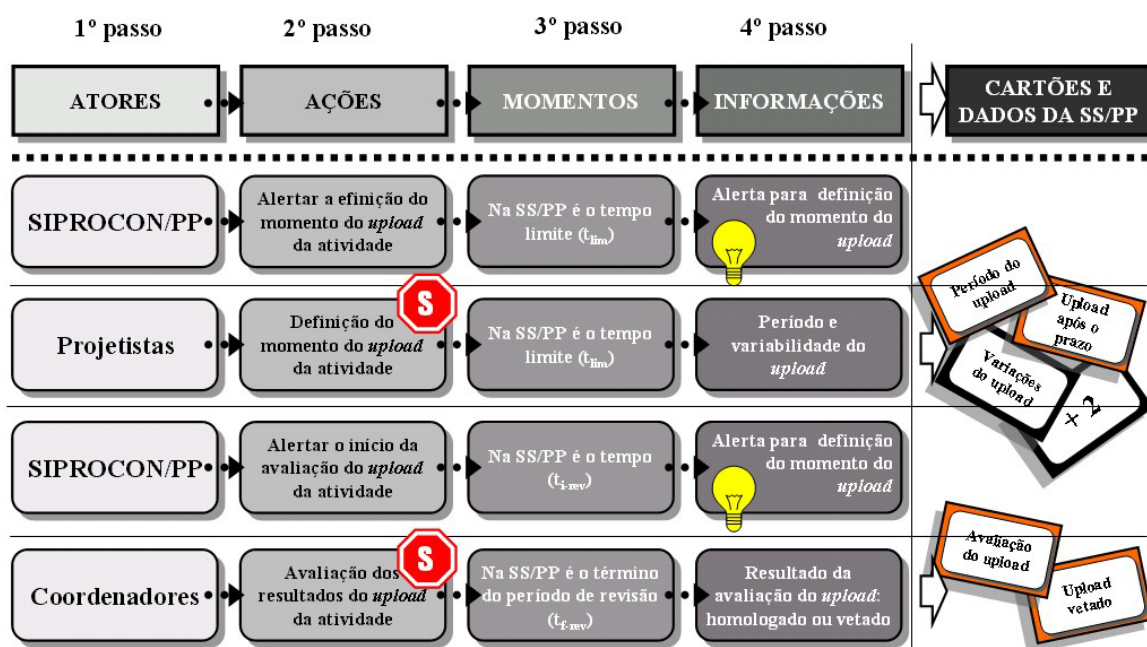 1º passo
2º passo
3º passo
4º passo
ATORES
AÇÕES
MOMENTOS
INFORMAÇÕES
CARTÕES E
DADOS DA SS/PP
SIPROCON/PP
Alertar a efinição do
momento do upload
da atividade
Na SS/PP é o tempo
limite (tlim)
Alerta para definição
do momento do
upload
Projetistas
Definição do
momento do upload
da atividade
S
Na SS/PP é o tempo
limite (tlim)
Período e
variabilidade do
upload
Período do
upload
Upload
após o
prazo
Variações
do upload
× 2
SIPROCON/PP
Alertar o início da
avaliação do upload
da atividade
Na SS/PP é o tempo
(ti-rev)
Alerta para definição
do momento do
upload
Coordenadores
Avaliação dos
resultados do upload
da atividade
S
Na SS/PP é o término
do período de revisão
(tf-rev)
Resultado da
avaliação do upload:
homologado ou vetado
Avaliação
do upload
Upload
vetado